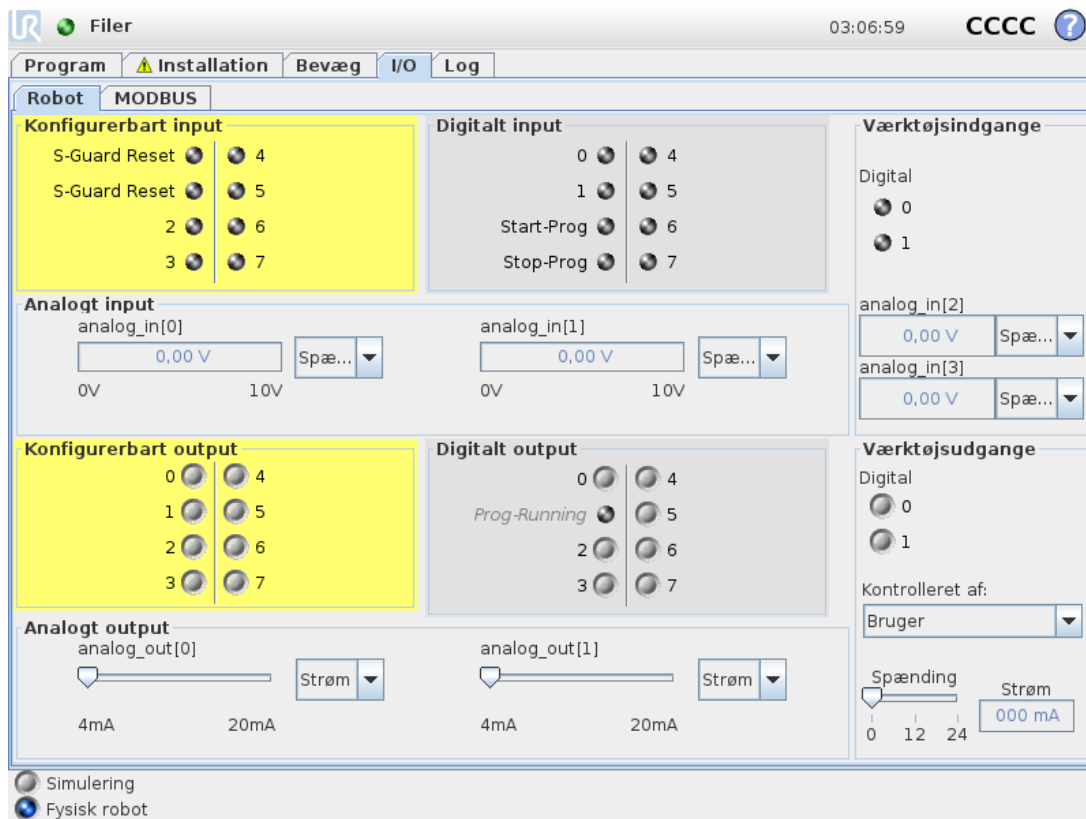 UR Filer 03:06:59 CCCC ?
Program Installation Bevæg I/O Log
Robot MODBUS
Konfigurerbart input
S-Guard Reset 4
S-Guard Reset 5
2 6
3 7
Digitalt input
0 4
1 5
Start-Prog 6
Stop-Prog 7
Værktøjsindgange
Digital
0
1
Analogt input
analog_in[0]
0,00 V Spæ...
0V 10V
analog_in[1]
0,00 V Spæ...
0V 10V
analog_in[2]
0,00 V Spæ...
analog_in[3]
0,00 V Spæ...
Konfigurerbart output
0 4
1 5
2 6
3 7
Digitalt output
0 4
Prog-Running 5
2 6
3 7
Værktøjsudgange
Digital
0
1
Kontrolleret af:
Bruger
Analogt output
analog_out[0]
Strøm
4mA 20mA
analog_out[1]
Strøm
4mA 20mA
Spænding
0 12 24
Strøm
000 mA
Simulering
Fysisk robot